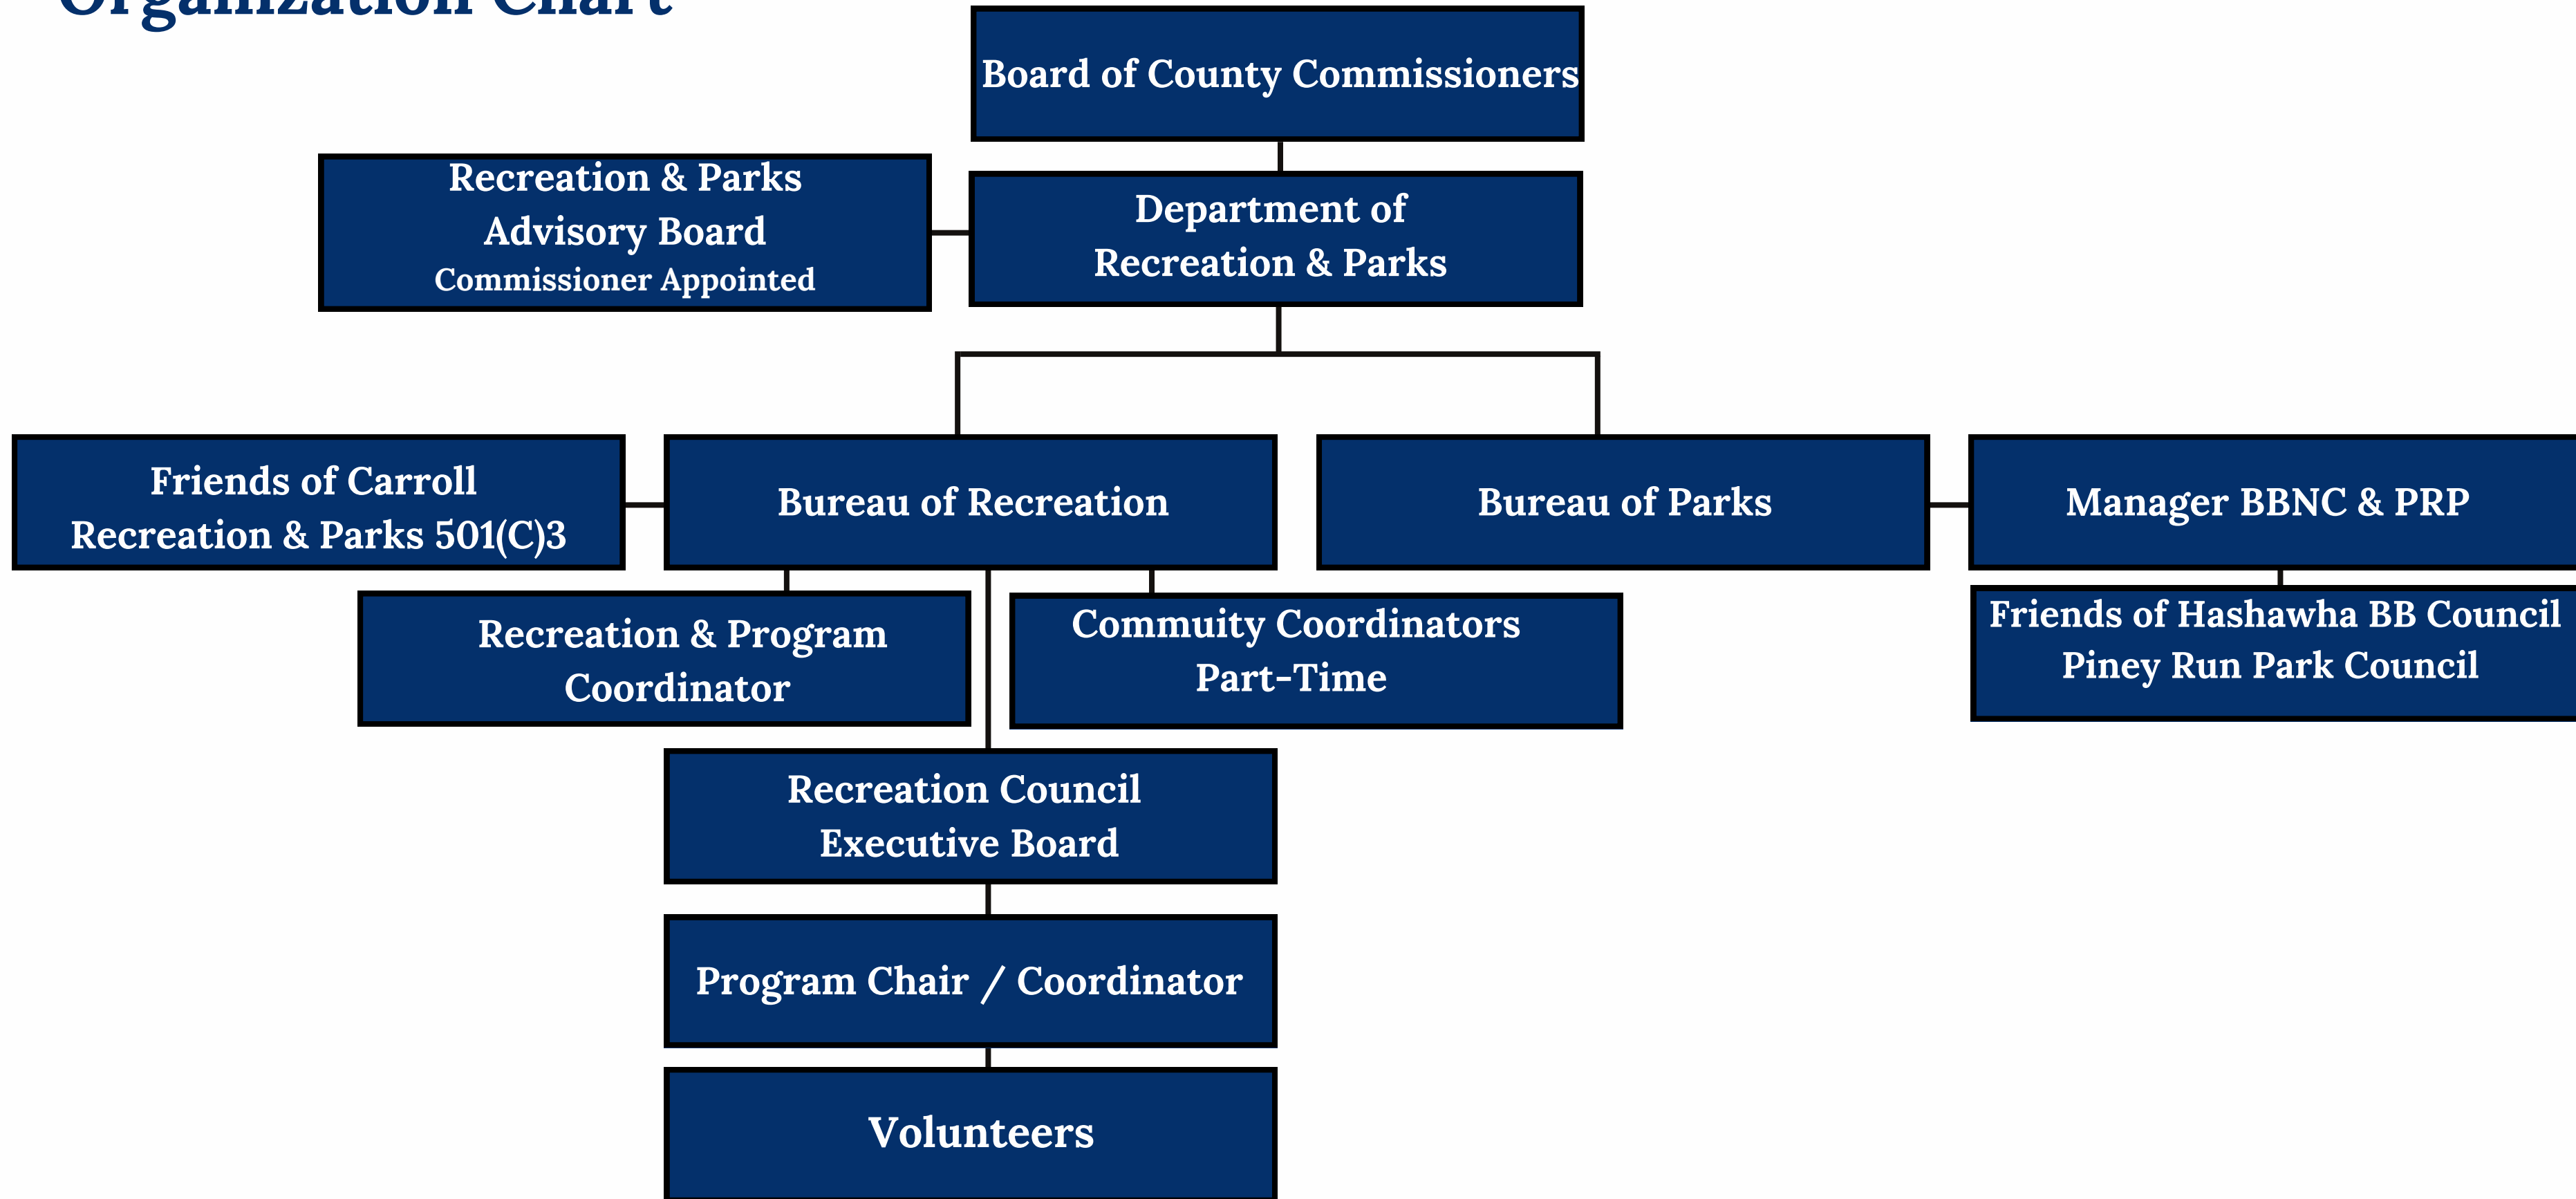 Organization Chart
Board of County Commissioners
Recreation & Parks
Advisory Board
Commissioner Appointed
Department of
Recreation & Parks
Friends of Carroll
Recreation & Parks 501(C)3
Bureau of Recreation
Bureau of Parks
Manager BBNC & PRP
Recreation & Program
Coordinator
Commuity Coordinators
Part-Time
Friends of Hashawha BB Council
Piney Run Park Council
Recreation Council
Executive Board
Program Chair / Coordinator
Volunteers